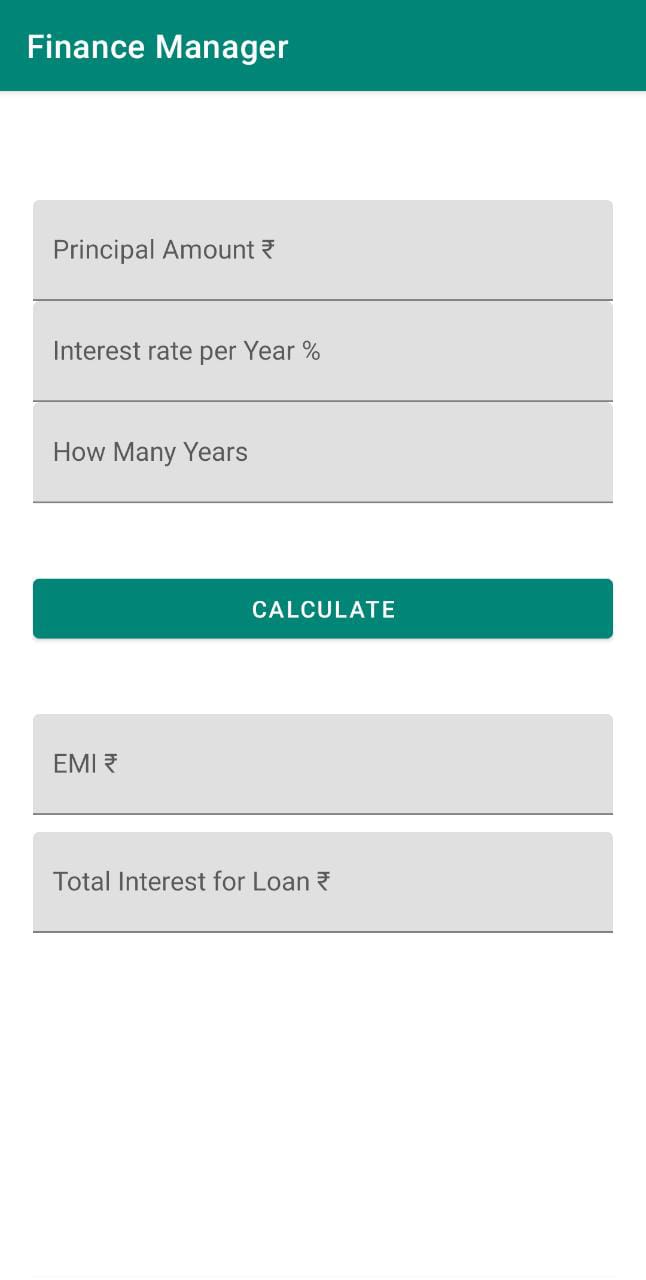 Finance Manager
Principal Amount ₹
Interest rate per Year %
How Many Years
CALCULATE
EMI ₹
Total Interest for Loan ₹